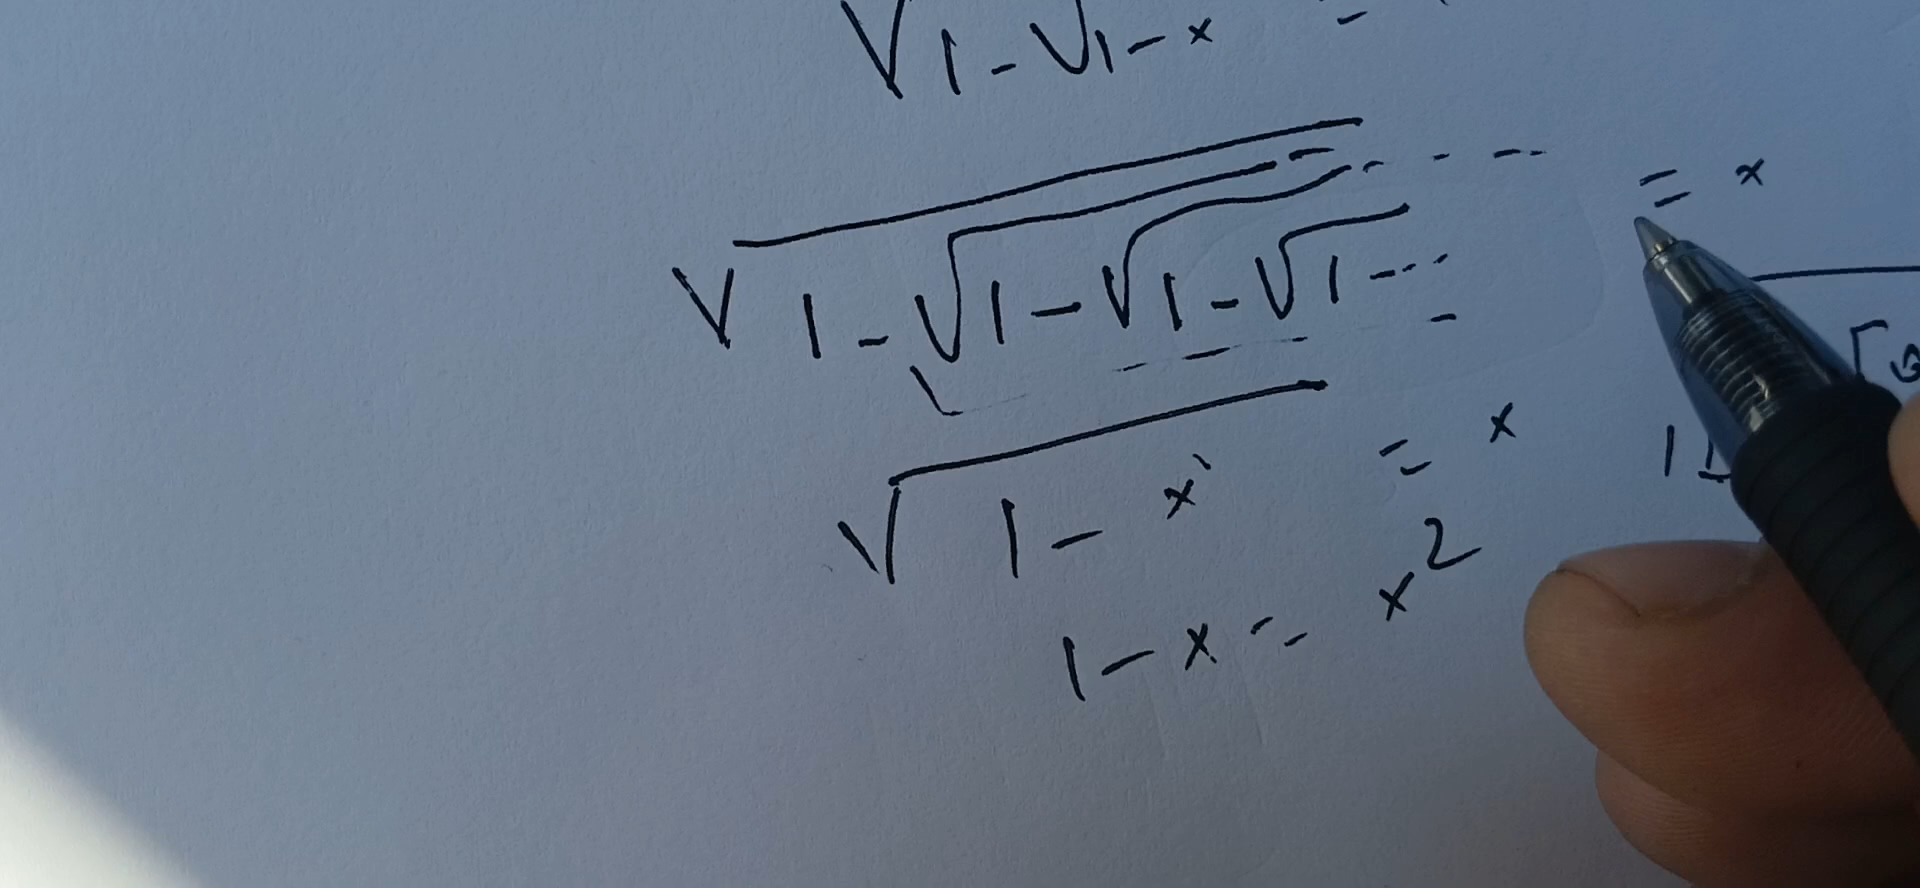 √1-√1-x =
√1-√1-√1-√1---- = x
√1-x = x
1-x = x²